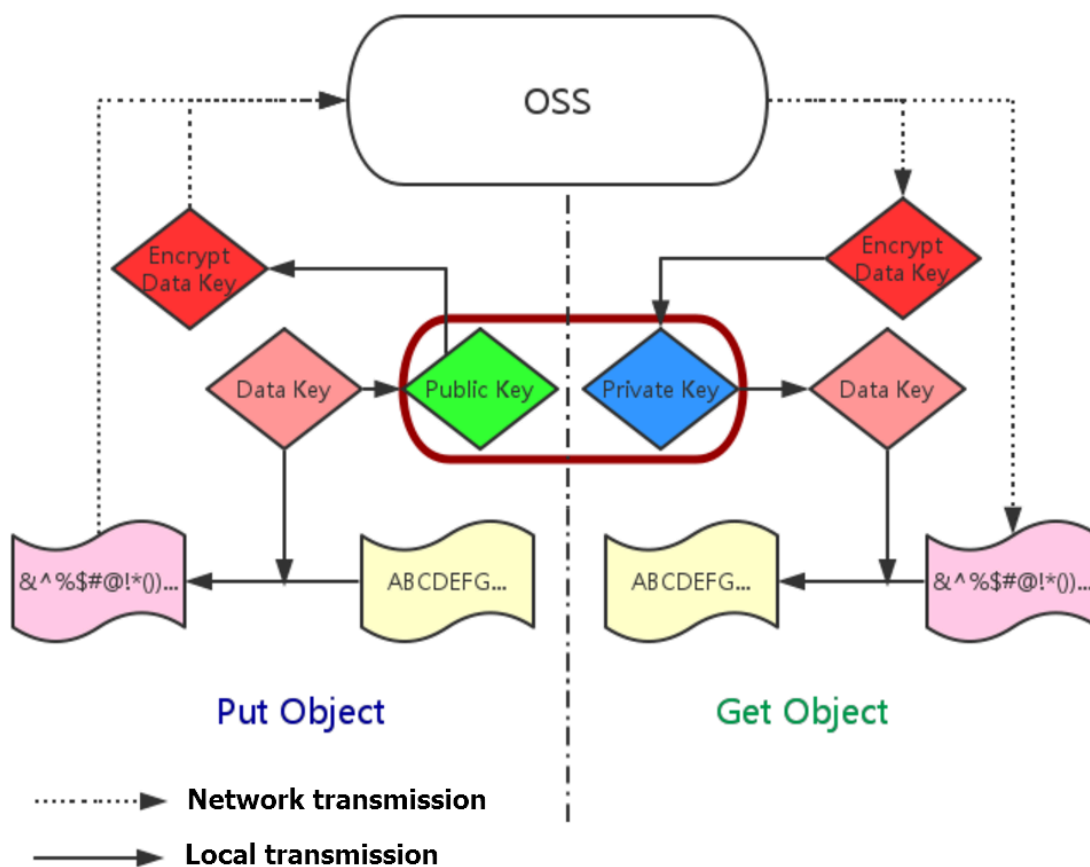 OSS
Encrypt
Data Key
Encrypt
Data Key
Data Key
Public Key
Private Key
Data Key
&^%$#@!*())...
ABCDEFG...
ABCDEFG...
&^%$#@!*())...
Put Object
Get Object
Network transmission
Local transmission